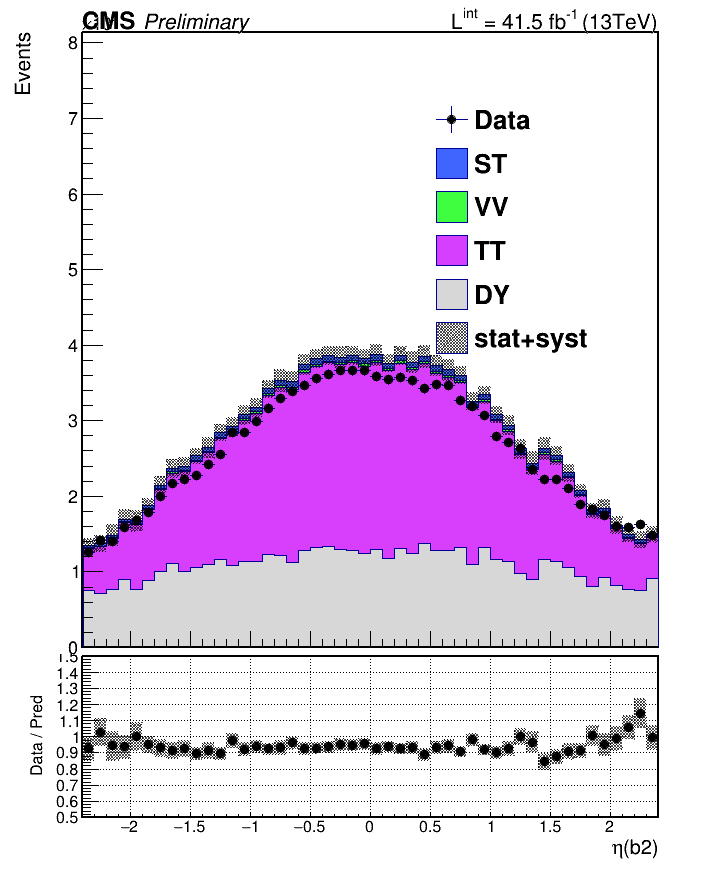 CMS Preliminary
L^int = 41.5 fb^-1 (13TeV)
Events
8
7
6
5
4
3
2
1
0
Data
ST
VV
TT
DY
stat+syst
Data / Pred
1.5
1.4
1.3
1.2
1.1
1
0.9
0.8
0.7
0.6
0.5
−2 −1.5 −1 −0.5 0 0.5 1 1.5 2
η(b2)